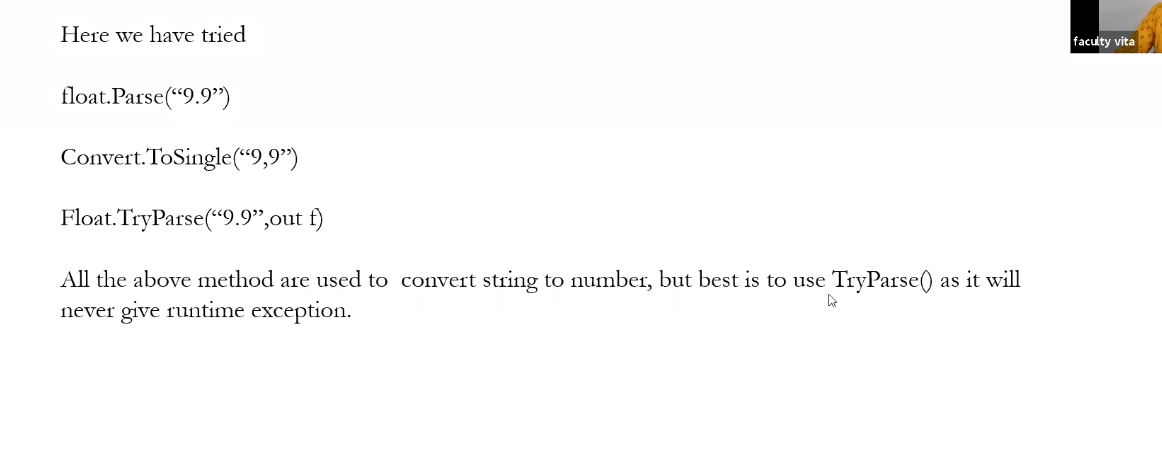 Here we have tried
faculty vita
float.Parse(“9.9”)
Convert.ToSingle(“9,9”)
Float.TryParse(“9.9”,out f)
All the above method are used to  convert string to number, but best is to use TryParse() as it will
never give runtime exception.